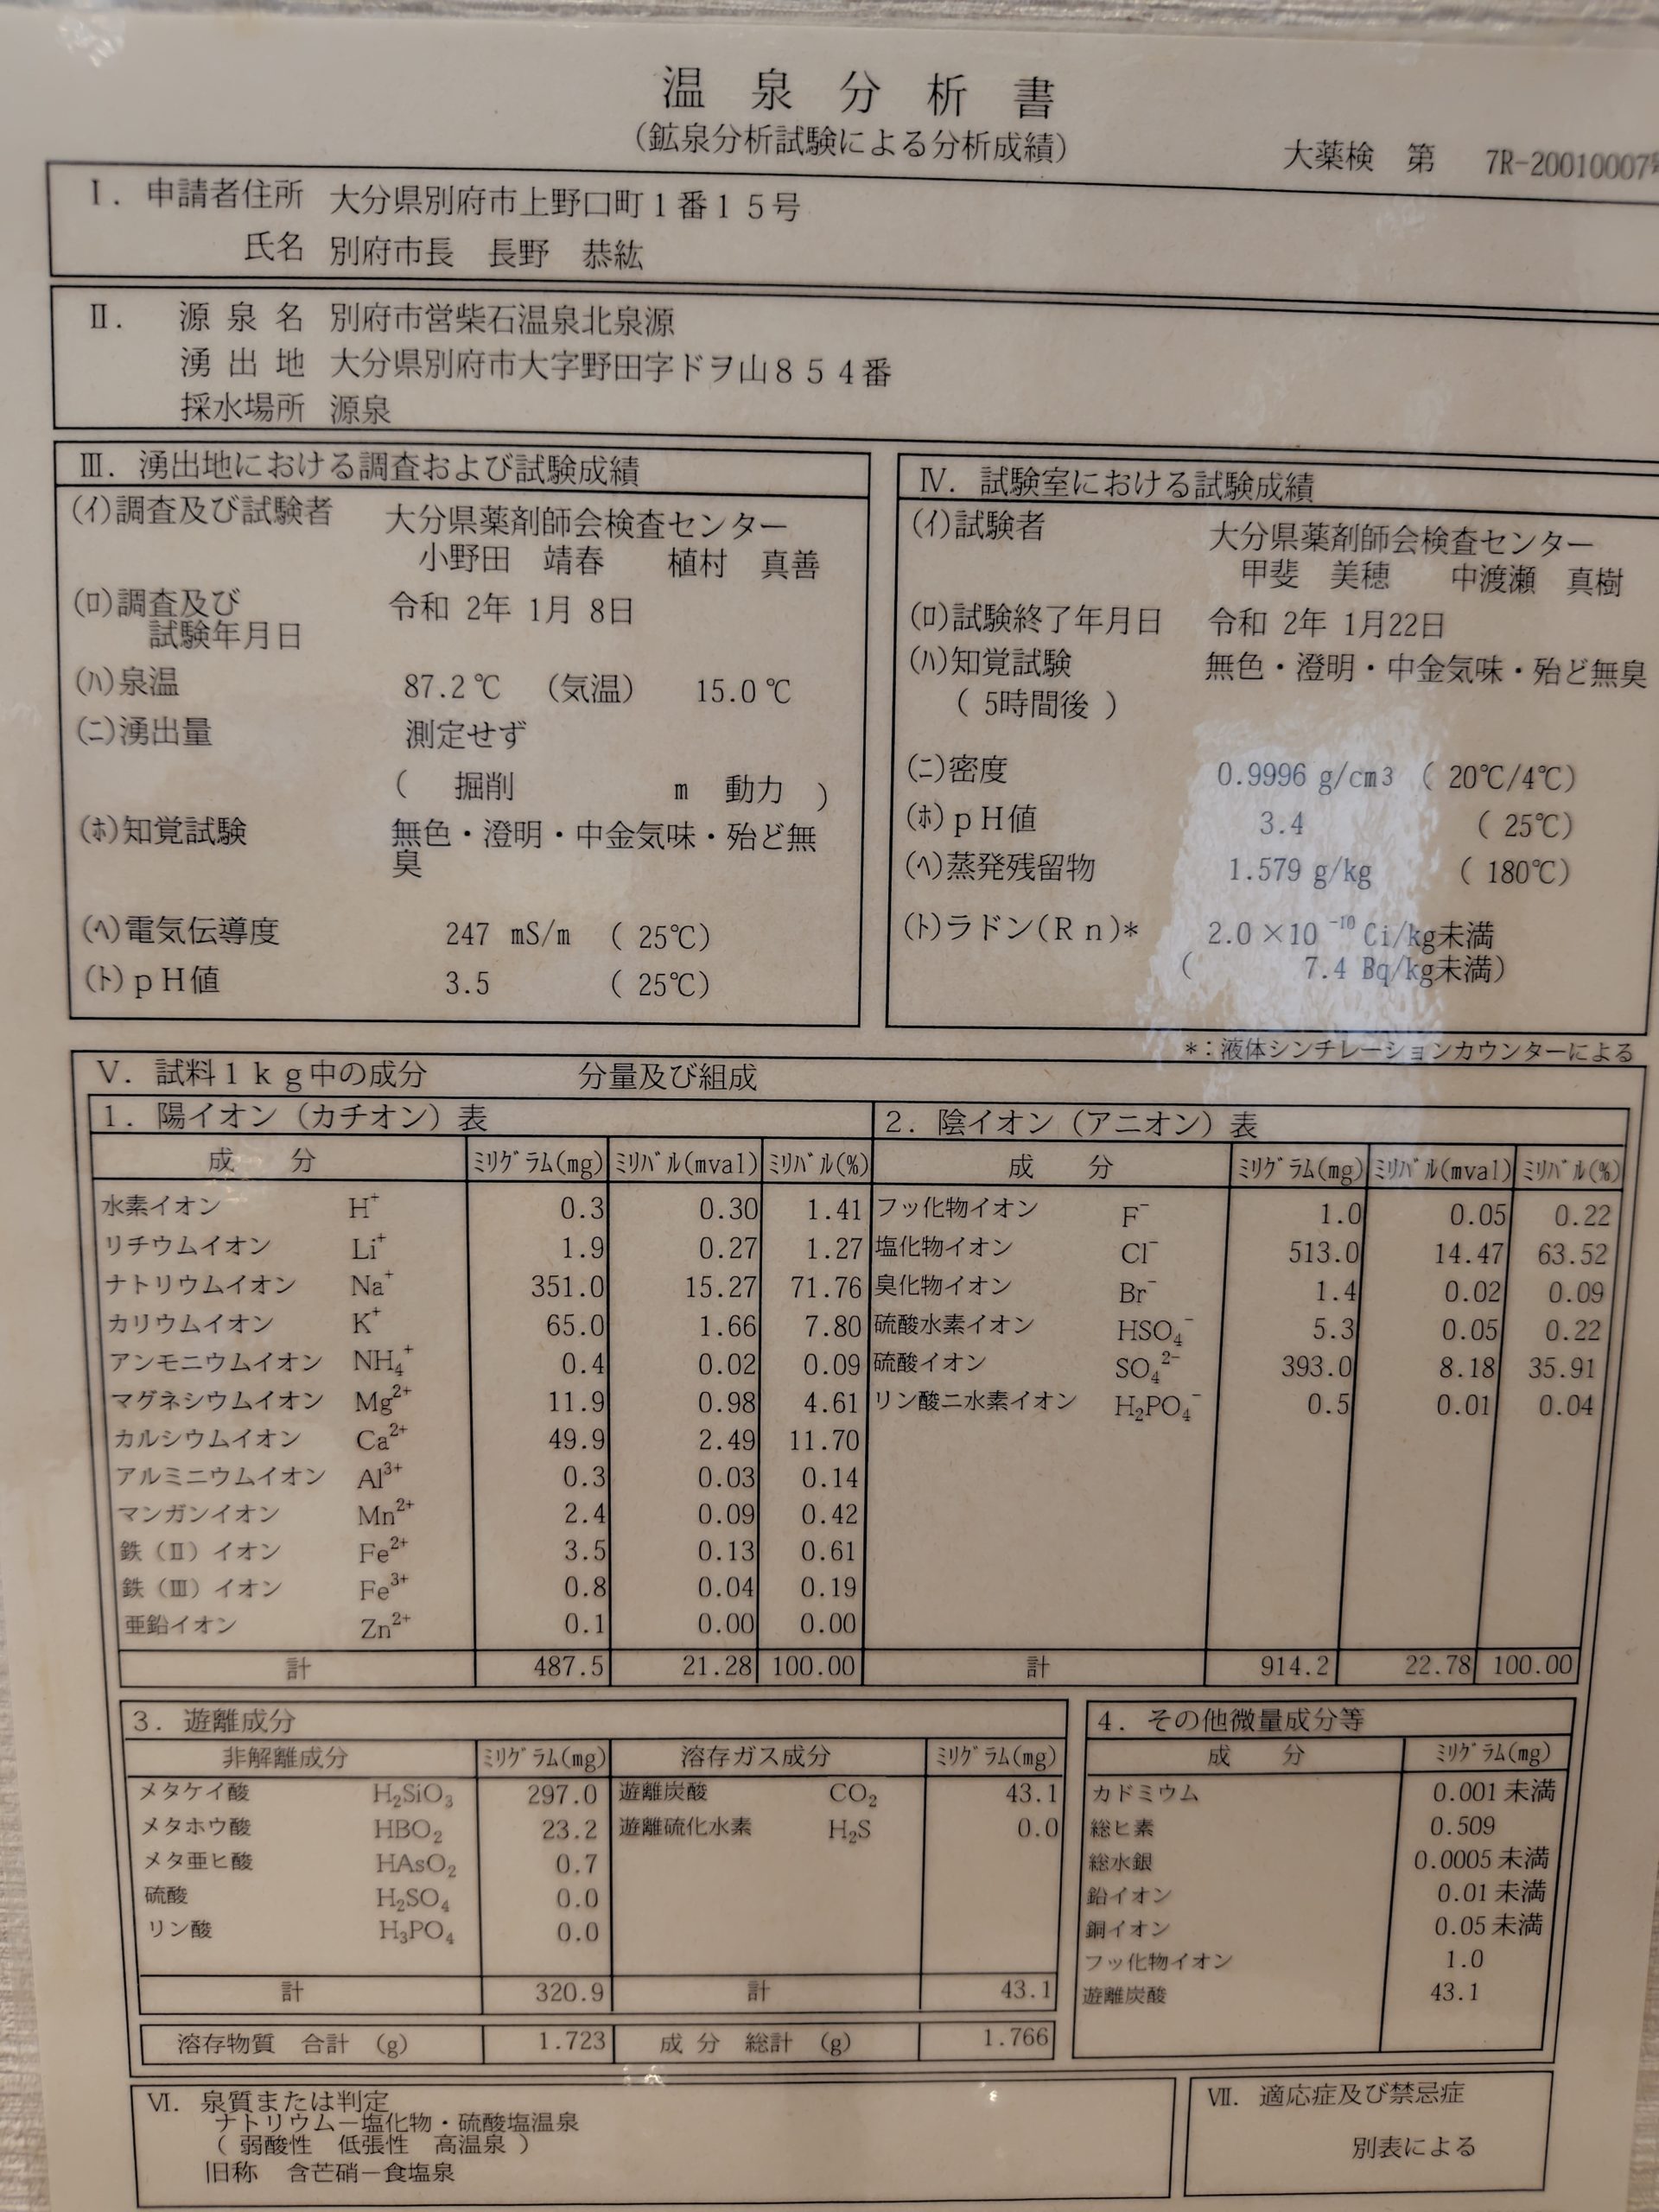 温泉分析書
(鉱泉分析試験による分析成績)
大薬検 第 7R-20010007号
Ⅰ. 申請者住所 大分県別府市上野口町1番15号
氏名 別府市長 長野 恭紘
Ⅱ. 源泉名 別府市営柴石温泉北泉源
湧出地 大分県別府市大字野田字ドヲ山854番
採水場所 源泉
Ⅲ. 湧出地における調査および試験成績
(イ)調査及び試験者 大分県薬剤師会検査センター
小野田 靖春 植村 真善
(ロ)調査及び 令和 2年 1月 8日
試験年月日
(ハ)泉温 87.2℃ (気温) 15.0℃
(ニ)湧出量 測定せず
( 掘削 m 動力 )
(ホ)知覚試験 無色・澄明・中金気味・殆ど無
臭
(ヘ)電気伝導度 247 mS/m ( 25℃)
(ト)pH値 3.5 ( 25℃)
Ⅳ. 試験室における試験成績
(イ)試験者 大分県薬剤師会検査センター
甲斐 美穂 中渡瀬 真樹
(ロ)試験終了年月日 令和 2年 1月22日
(ハ)知覚試験 無色・澄明・中金気味・殆ど無臭
( 5時間後 )
(ニ)密度 0.9996 g/cm3 ( 20℃/4℃)
(ホ)pH値 3.4 ( 25℃)
(ヘ)蒸発残留物 1.579 g/kg ( 180℃)
(ト)ラドン(Rn)* 2.0×10⁻¹⁰ Ci/kg未満
( 7.4 Bq/kg未満)
*:液体シンチレーションカウンターによる
Ⅴ. 試料1kg中の成分 分量及び組成
1. 陽イオン(カチオン)表
成 分 ミリグラム(mg) ミリバル(mval) ミリバル(%)
水素イオン H⁺ 0.3 0.30 1.41
リチウムイオン Li⁺ 1.9 0.27 1.27
ナトリウムイオン Na⁺ 351.0 15.27 71.76
カリウムイオン K⁺ 65.0 1.66 7.80
アンモニウムイオン NH₄⁺ 0.4 0.02 0.09
マグネシウムイオン Mg²⁺ 11.9 0.98 4.61
カルシウムイオン Ca²⁺ 49.9 2.49 11.70
アルミニウムイオン Al³⁺ 0.3 0.03 0.14
マンガンイオン Mn²⁺ 2.4 0.09 0.42
鉄(Ⅱ)イオン Fe²⁺ 3.5 0.13 0.61
鉄(Ⅲ)イオン Fe³⁺ 0.8 0.04 0.19
亜鉛イオン Zn²⁺ 0.1 0.00 0.00
計 487.5 21.28 100.00
2. 陰イオン(アニオン)表
成 分 ミリグラム(mg) ミリバル(mval) ミリバル(%)
フッ化物イオン F⁻ 1.0 0.05 0.22
塩化物イオン Cl⁻ 513.0 14.47 63.52
臭化物イオン Br⁻ 1.4 0.02 0.09
硫酸水素イオン HSO₄⁻ 5.3 0.05 0.22
硫酸イオン SO₄²⁻ 393.0 8.18 35.91
リン酸二水素イオン H₂PO₄⁻ 0.5 0.01 0.04
計 914.2 22.78 100.00
3. 遊離成分
非解離成分 ミリグラム(mg) 溶存ガス成分 ミリグラム(mg)
メタケイ酸 H₂SiO₃ 297.0 遊離炭酸 CO₂ 43.1
メタホウ酸 HBO₂ 23.2 遊離硫化水素 H₂S 0.0
メタ亜ヒ酸 HAsO₂ 0.7
硫酸 H₂SO₄ 0.0
リン酸 H₃PO₄ 0.0
計 320.9 計 43.1
溶存物質 合計 (g) 1.723 成分 総計 (g) 1.766
4. その他微量成分等
成 分 ミリグラム(mg)
カドミウム 0.001 未満
総ヒ素 0.509
総水銀 0.0005 未満
鉛イオン 0.01 未満
銅イオン 0.05 未満
フッ化物イオン 1.0
遊離炭酸 43.1
Ⅵ. 泉質または判定
ナトリウム-塩化物・硫酸塩温泉
( 弱酸性 低張性 高温泉 )
旧称 含芒硝-食塩泉
Ⅶ. 適応症及び禁忌症
別表による